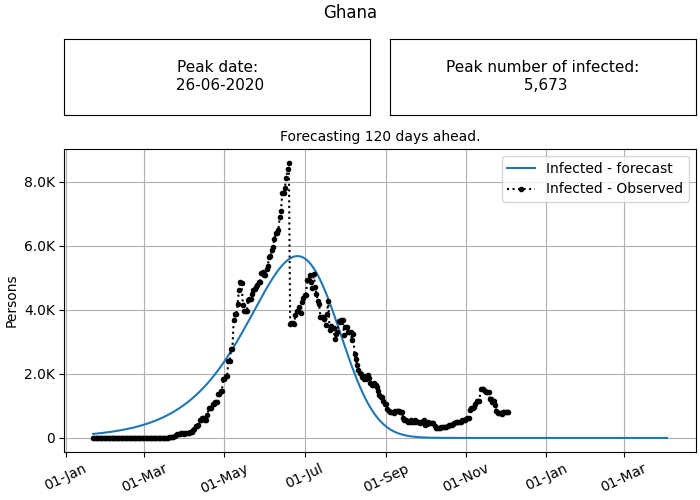 Ghana
Peak date:
26-06-2020
Peak number of infected:
5,673
Forecasting 120 days ahead.
Infected - forecast
Infected - Observed
8.0K
6.0K
4.0K
2.0K
0
Persons
01-Jan
01-Mar
01-May
01-Jul
01-Sep
01-Nov
01-Jan
01-Mar